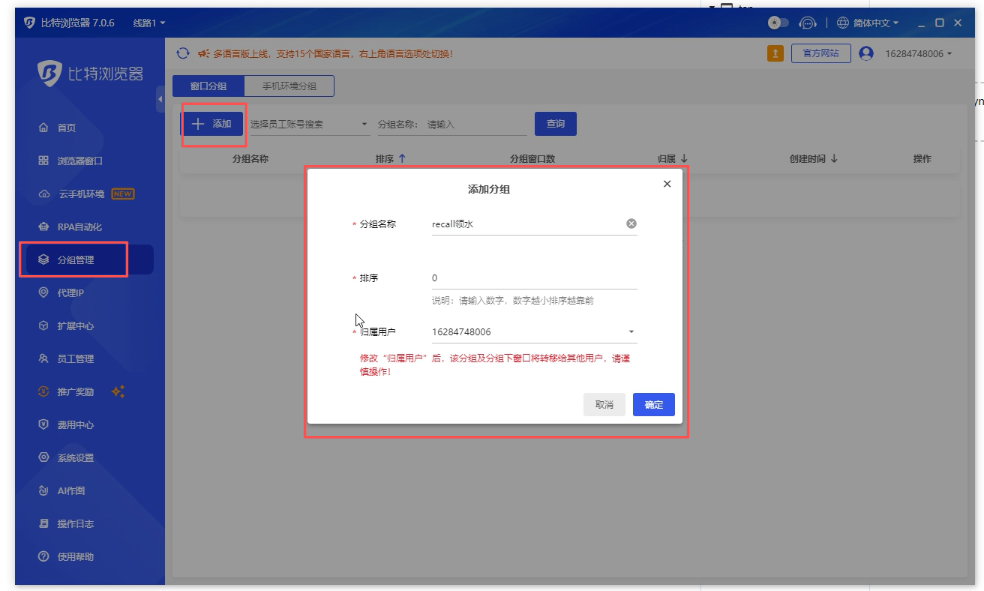 比特浏览器 7.0.6 线路1
简体中文
比特浏览器
多语言版上线，支持15个国家语言，右上角语言选项处切换!
官方网站
16284748006
窗口分组 手机环境分组
添加 选择员工账号搜索 分组名称： 请输入 查询
分组名称 排序 分组窗口数 归属 创建时间 操作
首页
浏览器窗口
云手机环境 NEW
RPA自动化
分组管理
代理IP
扩展中心
员工管理
推广奖励
费用中心
系统设置
AI作图
操作日志
使用帮助
添加分组
* 分组名称 recall领水
* 排序 0
说明：请输入数字，数字越小排序越靠前
* 归属用户 16284748006
修改“归属用户”后，该分组及分组下窗口将转移给其他用户，请谨
慎操作!
取消 确定